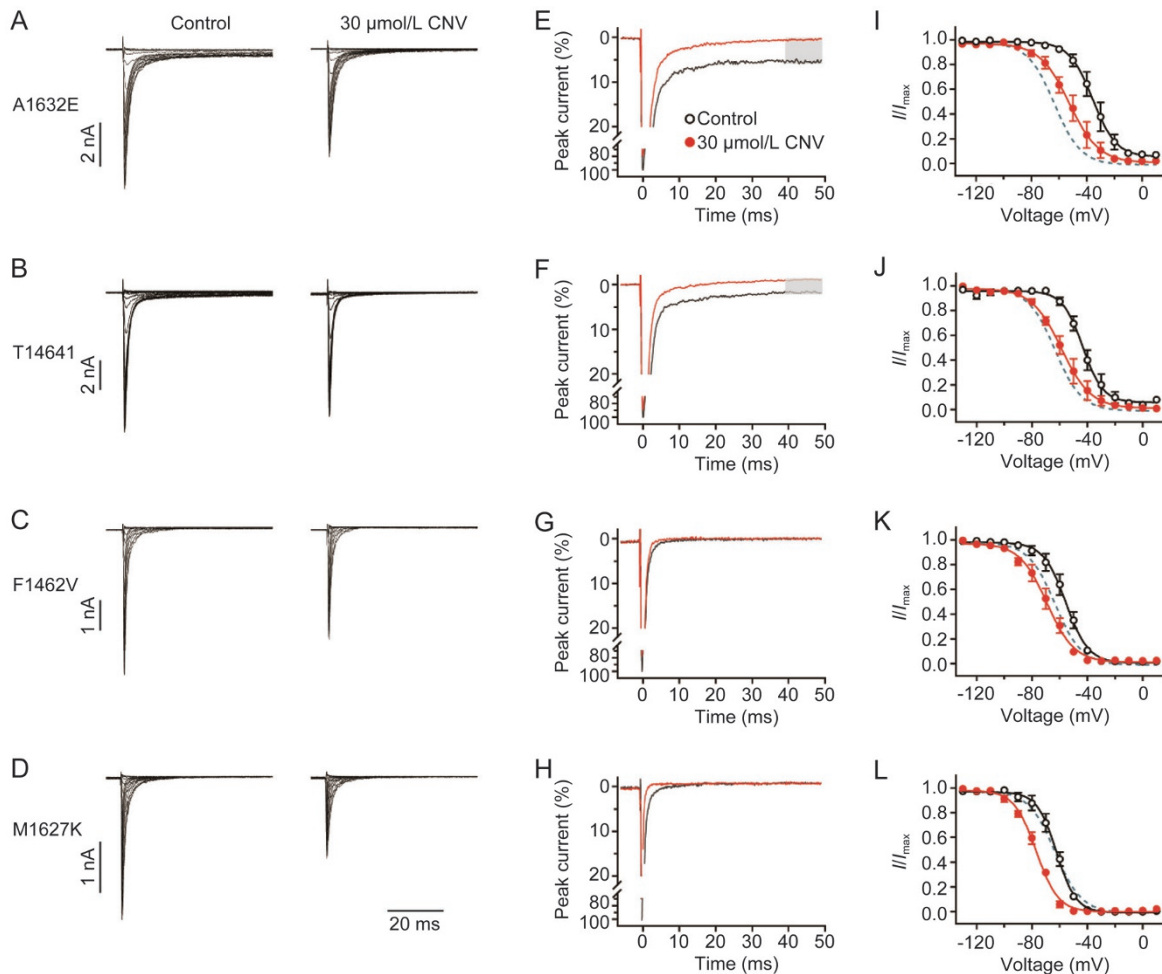 A
Control
30 µmol/L CNV
A1632E
2 nA
B
T14641
2 nA
C
F1462V
1 nA
D
M1627K
1 nA
20 ms
E
Peak current (%)
0
10
20
80
100
Control
30 µmol/L CNV
0 10 20 30 40 50
Time (ms)
F
Peak current (%)
0
10
20
80
100
0 10 20 30 40 50
Time (ms)
G
Peak current (%)
0
10
20
80
100
0 10 20 30 40 50
Time (ms)
H
Peak current (%)
0
10
20
80
100
0 10 20 30 40 50
Time (ms)
I
I/Imax
1.0
0.8
0.6
0.4
0.2
0.0
-120 -80 -40 0
Voltage (mV)
J
I/Imax
1.0
0.8
0.6
0.4
0.2
0.0
-120 -80 -40 0
Voltage (mV)
K
I/Imax
1.0
0.8
0.6
0.4
0.2
0.0
-120 -80 -40 0
Voltage (mV)
L
I/Imax
1.0
0.8
0.6
0.4
0.2
0.0
-120 -80 -40 0
Voltage (mV)